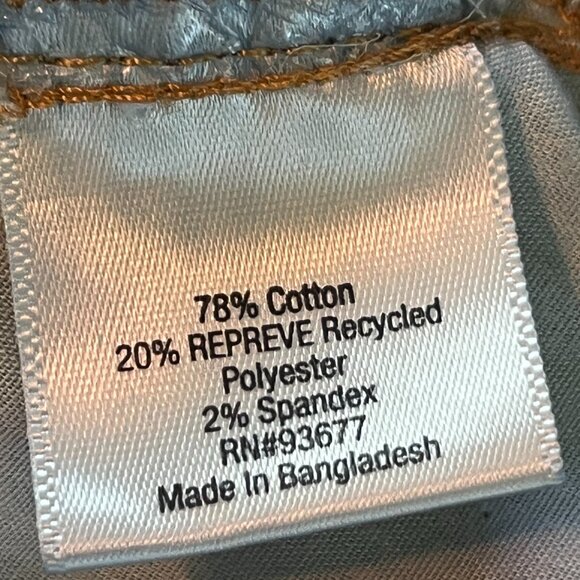 78% Cotton
20% REPREVE Recycled
Polyester
2% Spandex
RN#93677
Made In Bangladesh